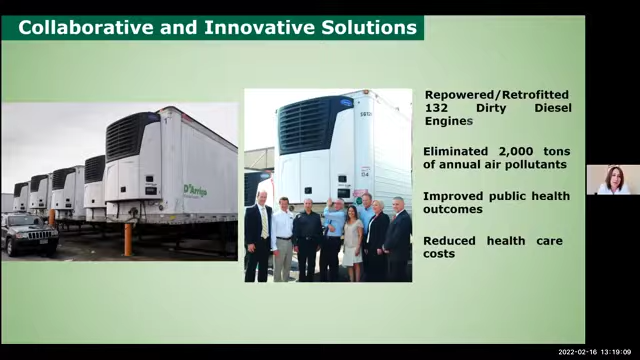 Collaborative and Innovative Solutions
Repowered/Retrofitted
132 Dirty Diesel
Engines
Eliminated 2,000 tons
of annual air pollutants
Improved public health
outcomes
Reduced health care
costs
D'Arrigo
2022-02-16 13:19:09